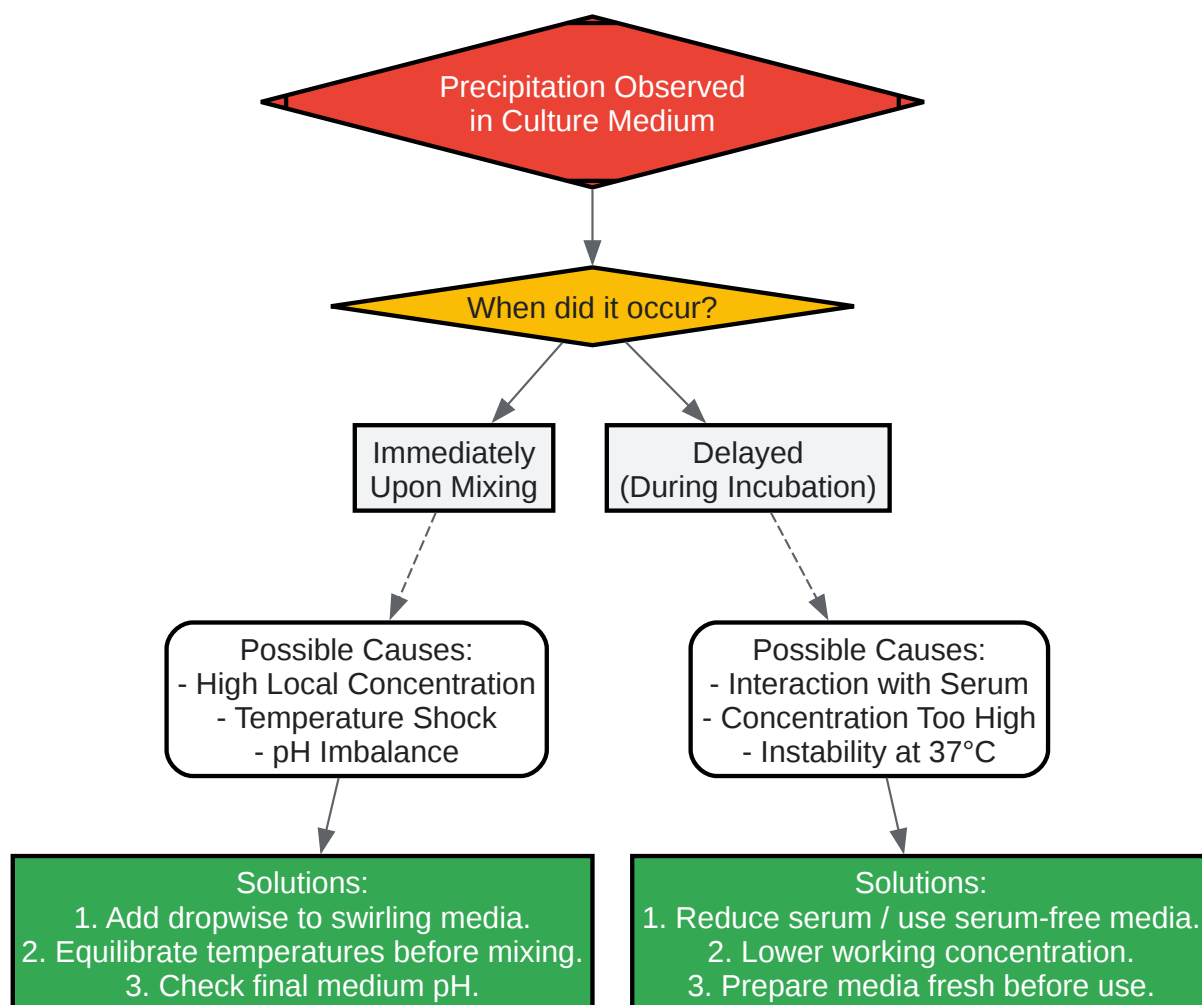 Precipitation Observed
in Culture Medium
When did it occur?
Immediately
Upon Mixing
Delayed
(During Incubation)
Possible Causes:
- High Local Concentration
- Temperature Shock
- pH Imbalance
Possible Causes:
- Interaction with Serum
- Concentration Too High
- Instability at 37°C
Solutions:
1. Add dropwise to swirling media.
2. Equilibrate temperatures before mixing.
3. Check final medium pH.
Solutions:
1. Reduce serum / use serum-free media.
2. Lower working concentration.
3. Prepare media fresh before use.